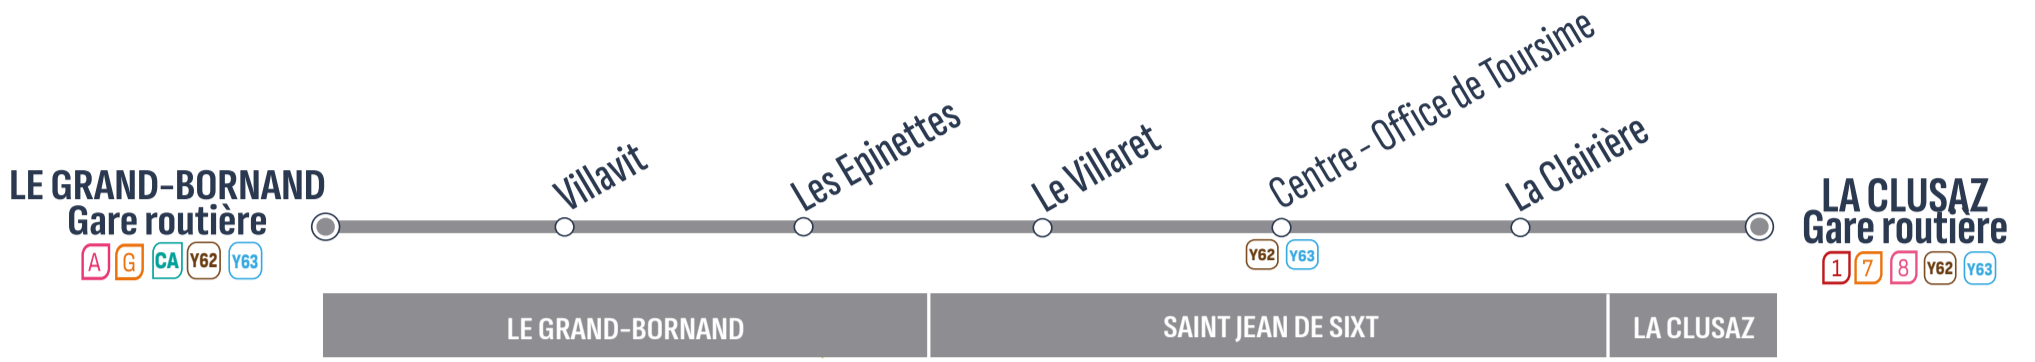 LE GRAND-BORNAND
Gare routière
A G CA Y62 Y63
Villavit
Les Epinettes
Le Villaret
Centre - Office de Toursime
Y62 Y63
La Clairière
LA CLUSAZ
Gare routière
1 7 8 Y62 Y63
LE GRAND-BORNAND
SAINT JEAN DE SIXT
LA CLUSAZ